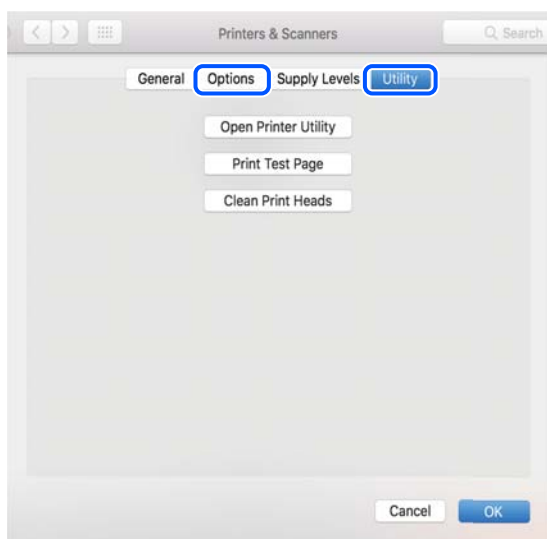 Printers & Scanners Search
General Options Supply Levels Utility
Open Printer Utility
Print Test Page
Clean Print Heads
Cancel OK